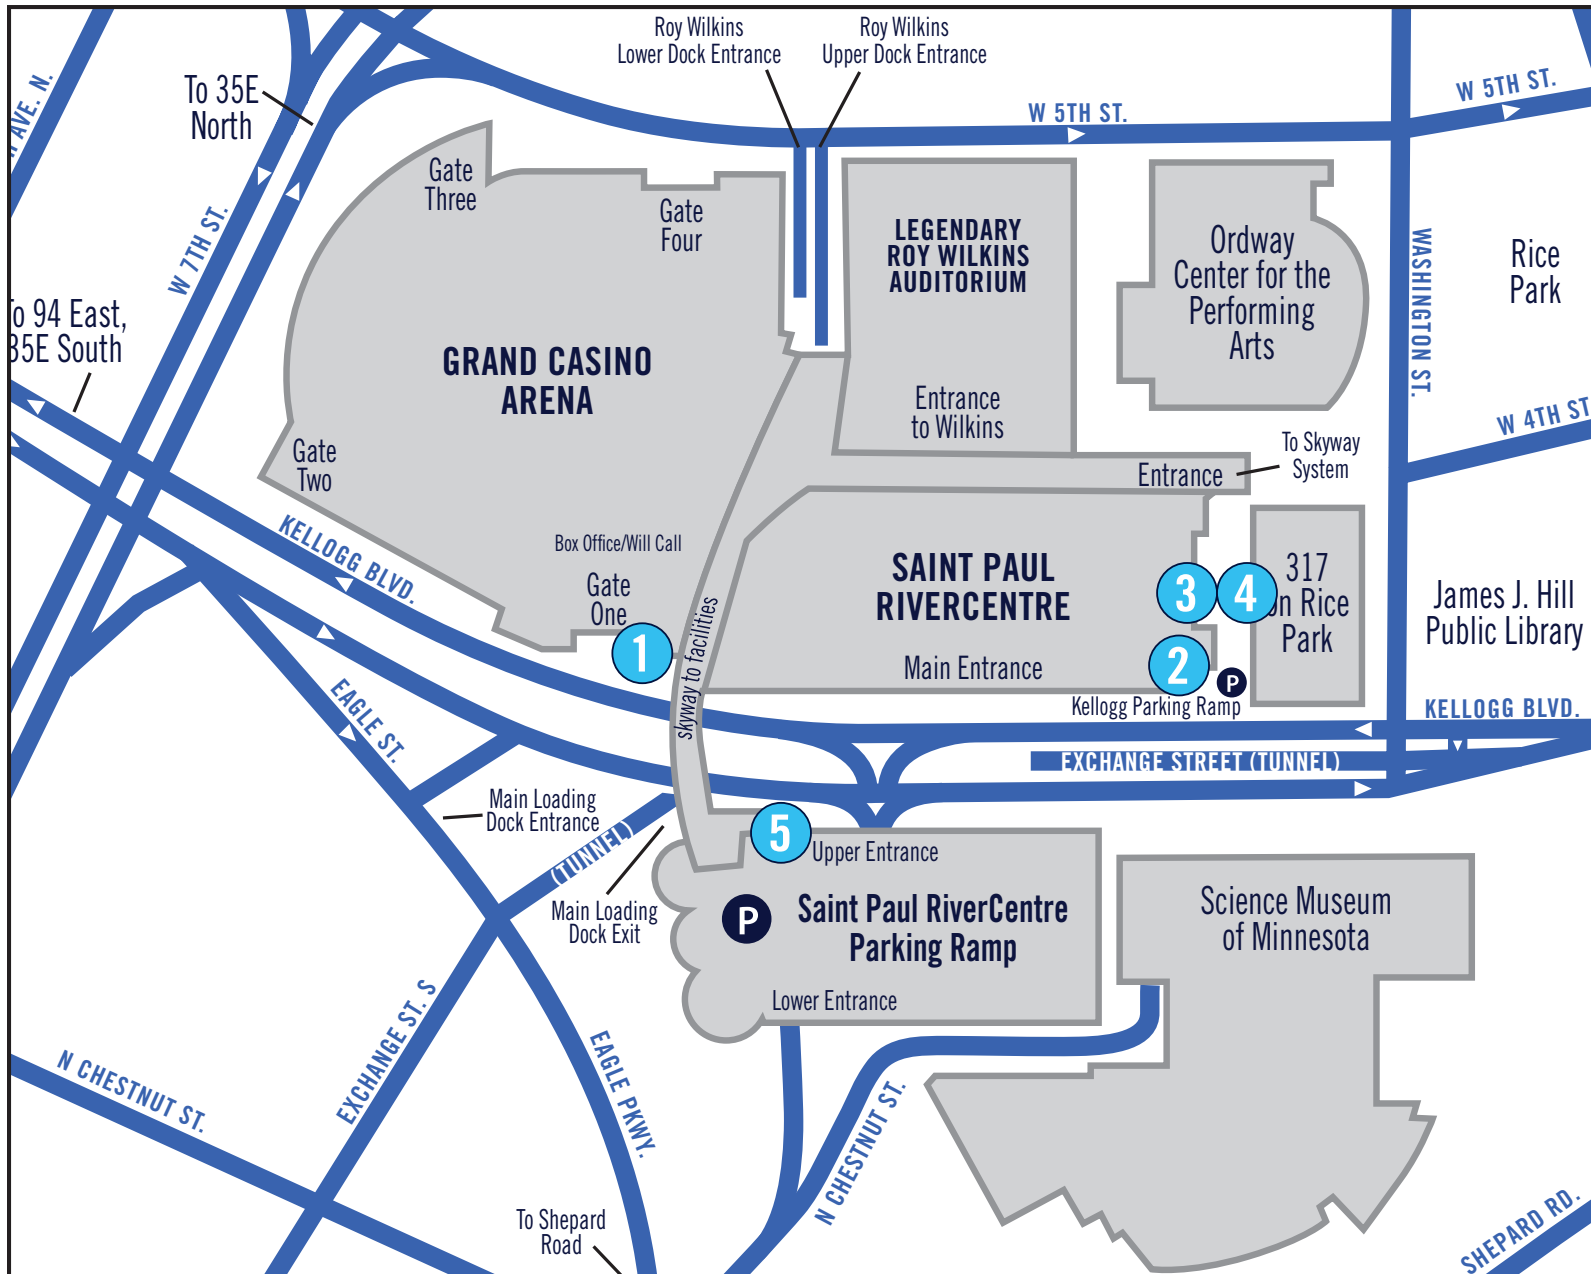 Roy Wilkins
Lower Dock Entrance
Roy Wilkins
Upper Dock Entrance
AVE. N.
To 35E
North
W 5TH ST.
W 5TH ST.
Gate
Three
Gate
Four
W 7TH ST.
LEGENDARY
ROY WILKINS
AUDITORIUM
Ordway
Center for the
Performing
Arts
WASHINGTON ST.
Rice
Park
To 94 East,
35E South
GRAND CASINO
ARENA
Entrance
to Wilkins
W 4TH ST
Gate
Two
Entrance
To Skyway
System
KELLOGG BLVD.
Box Office/Will Call
Gate
One
1
skyway to facilities
SAINT PAUL
RIVERCENTRE
Main Entrance
3
4
2
317
on Rice
Park
P
Kellogg Parking Ramp
James J. Hill
Public Library
KELLOGG BLVD.
EXCHANGE STREET (TUNNEL)
EAGLE ST.
Main Loading
Dock Entrance
(TUNNEL)
Main Loading
Dock Exit
5
Upper Entrance
P
Saint Paul RiverCentre
Parking Ramp
Lower Entrance
Science Museum
of Minnesota
EXCHANGE ST. S
N CHESTNUT ST.
EAGLE PKWY.
N CHESTNUT ST.
To Shepard
Road
SHEPARD RD.